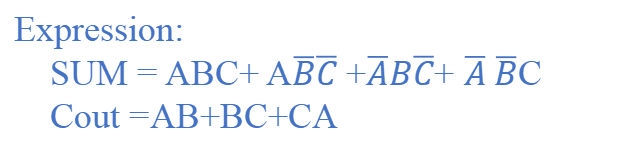 Expression:
SUM = ABC+ AB̅C̅ +A̅BC̅+ A̅ B̅C
Cout =AB+BC+CA